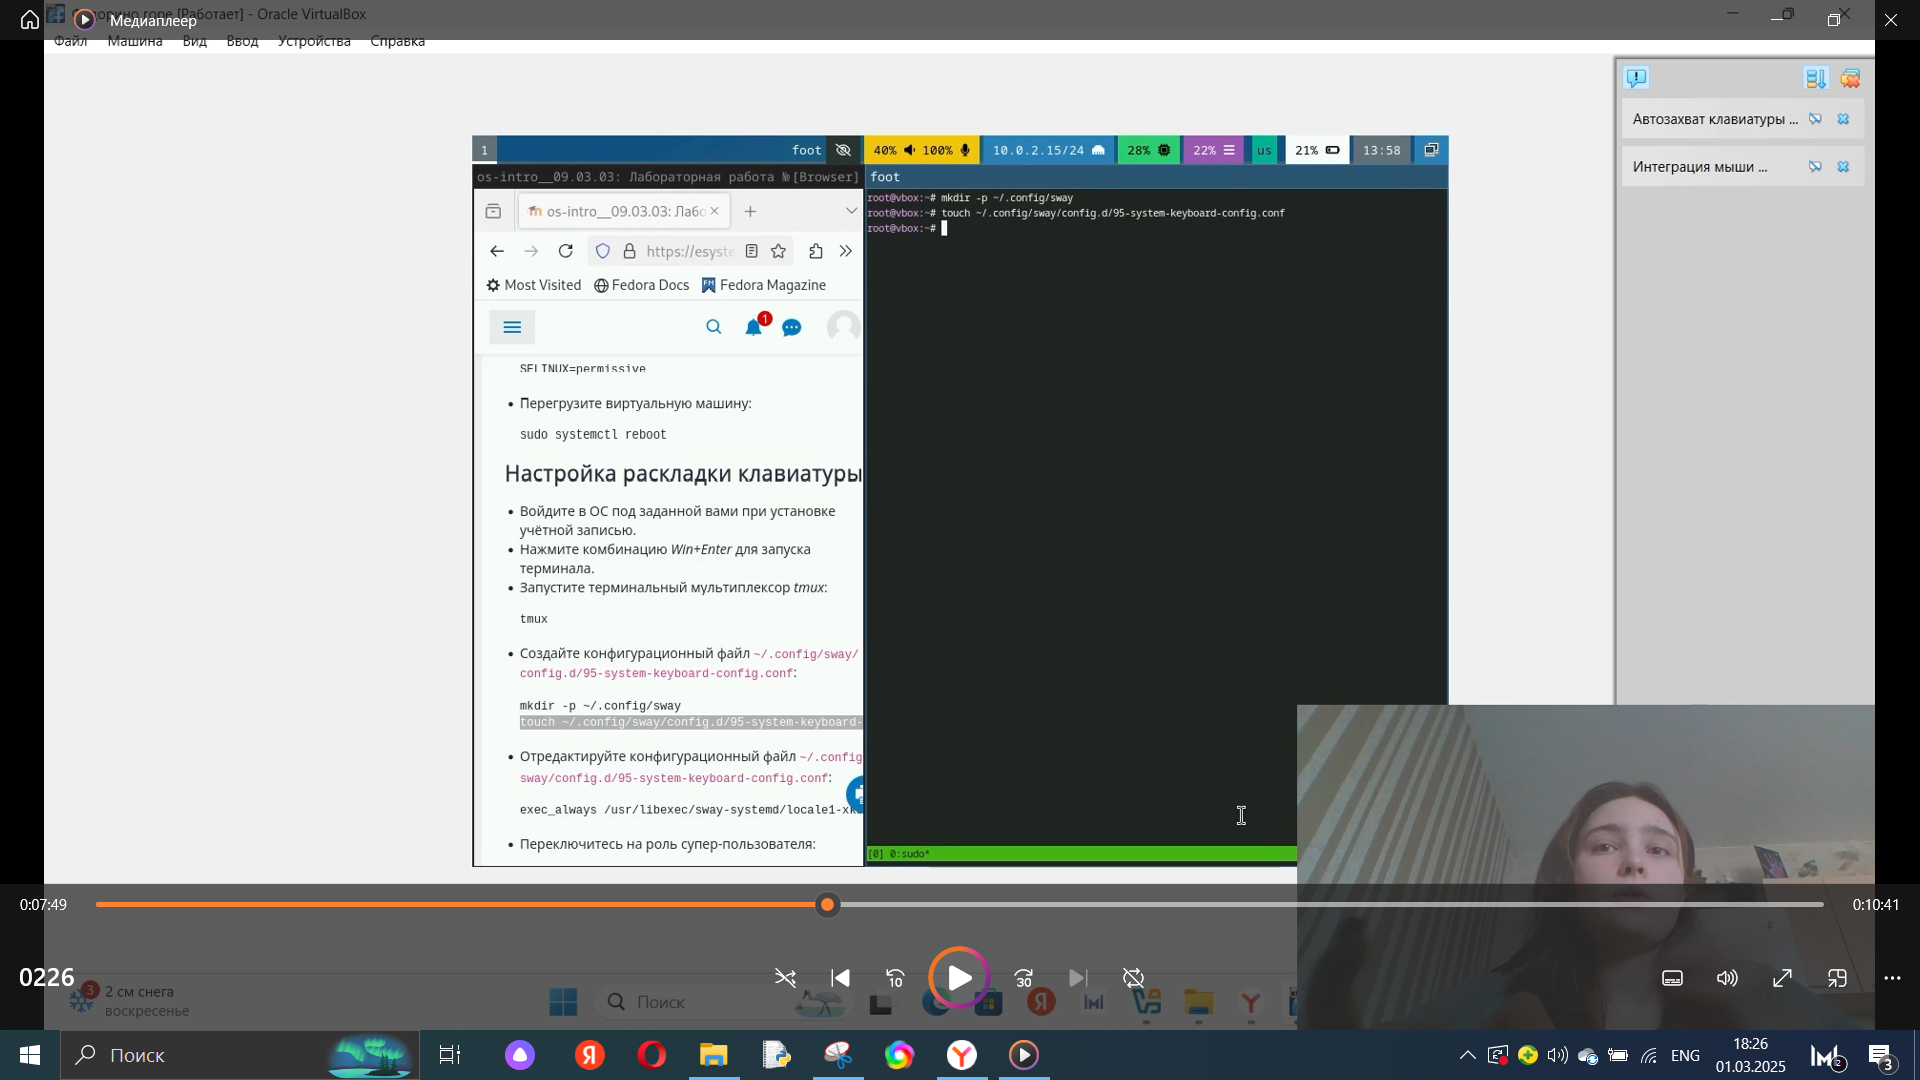 [Работает] - Oracle VirtualBox
Медиаплеер
Файл Машина Вид Ввод Устройства Справка
Автозахват клавиатуры ...
Интеграция мыши ...
1 foot 40% 100% 10.0.2.15/24 28% 22% us 21% 13:58
os-intro__09.03.03: Лабораторная работа №[Browser]
foot
root@vbox:~# mkdir -p ~/.config/sway
root@vbox:~# touch ~/.config/sway/config.d/95-system-keyboard-config.conf
root@vbox:~#
os-intro__09.03.03: Лабо
https://esyste
Most Visited Fedora Docs Fedora Magazine
1
SELINUX=permissive
Перегрузите виртуальную машину:
sudo systemctl reboot
Настройка раскладки клавиатуры
Войдите в ОС под заданной вами при установке
учётной записью.
Нажмите комбинацию Win+Enter для запуска
терминала.
Запустите терминальный мультиплексор tmux:
tmux
Создайте конфигурационный файл ~/.config/sway/
config.d/95-system-keyboard-config.conf:
mkdir -p ~/.config/sway
touch ~/.config/sway/config.d/95-system-keyboard-
Отредактируйте конфигурационный файл ~/.config
sway/config.d/95-system-keyboard-config.conf:
exec_always /usr/libexec/sway-systemd/locale1-xk
Переключитесь на роль супер-пользователя:
[0] 0:sudo*
0:07:49
0:10:41
0226
10
30
3
2 см снега
воскресенье
Поиск
Поиск
ENG
18:26
01.03.2025
2
3